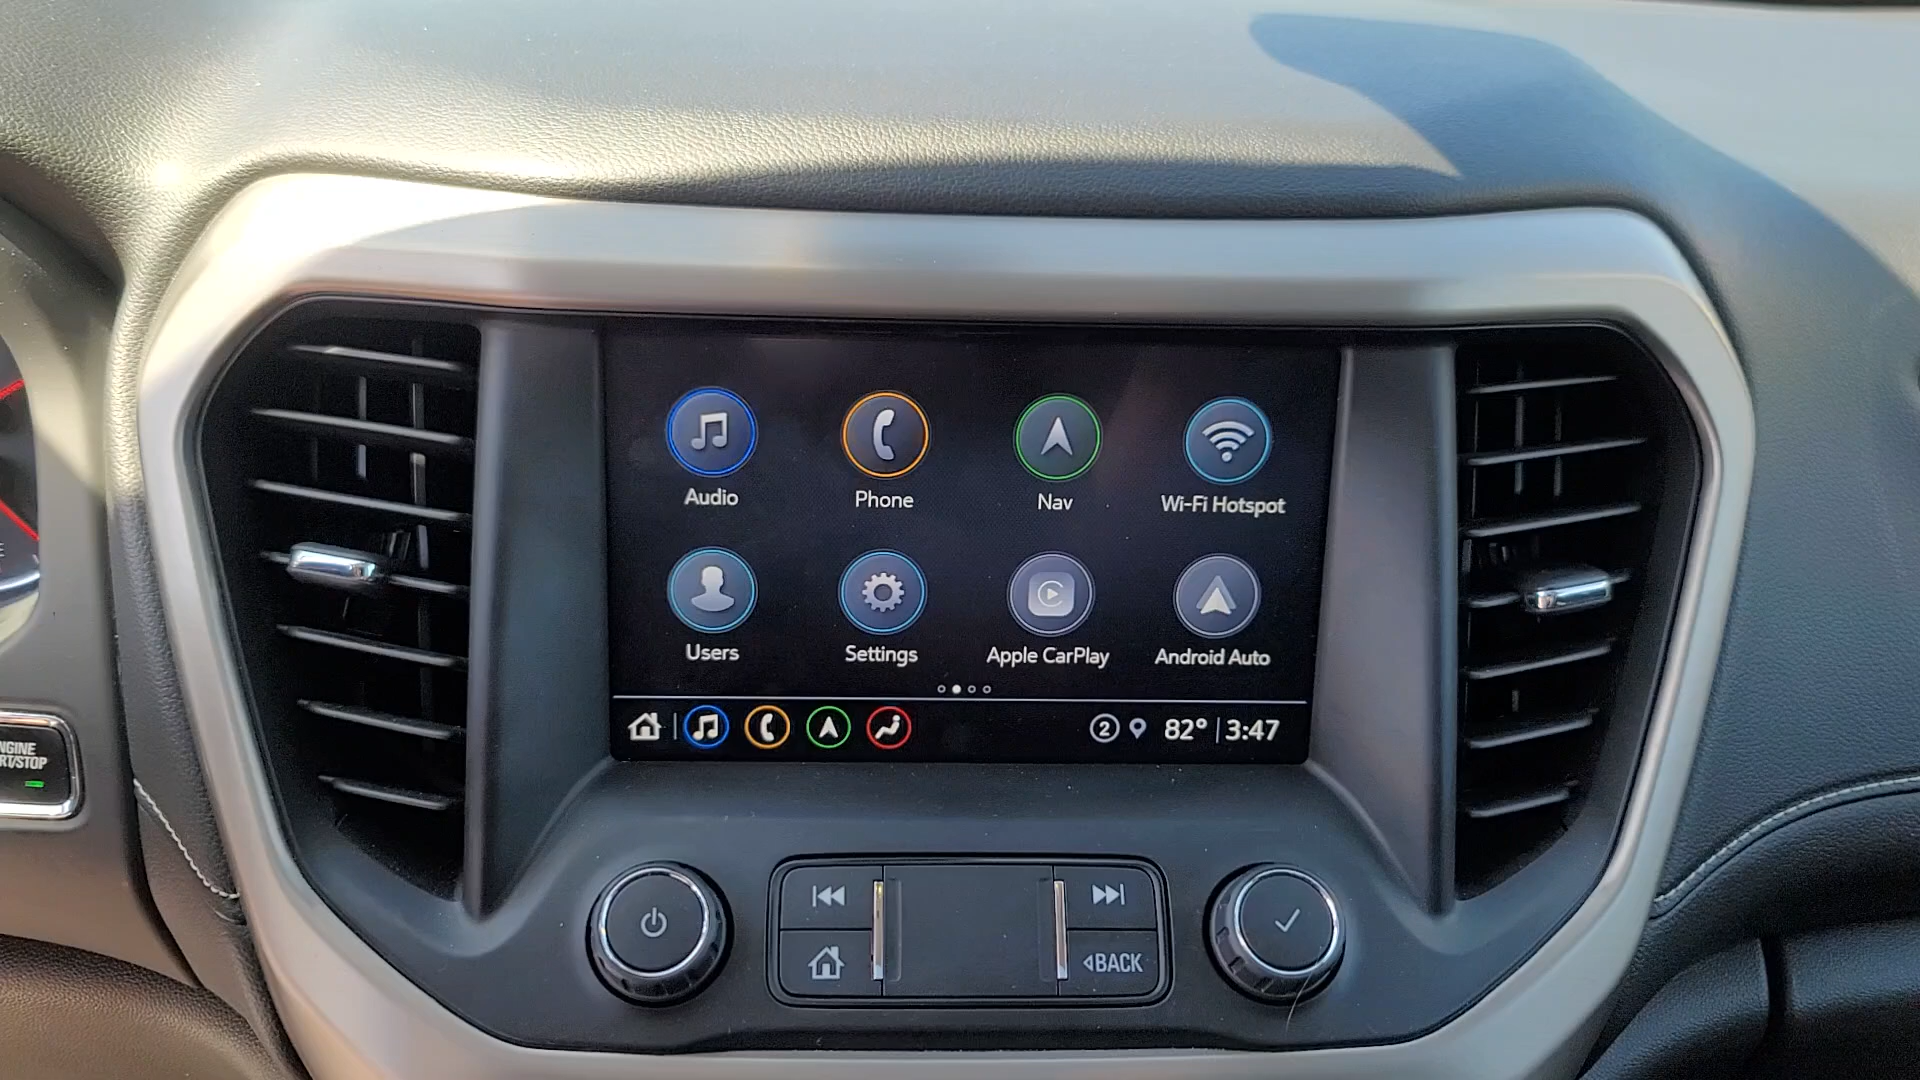 Audio
Phone
Nav
Wi-Fi Hotspot
Users
Settings
Apple CarPlay
Android Auto
2
82° | 3:47
BACK